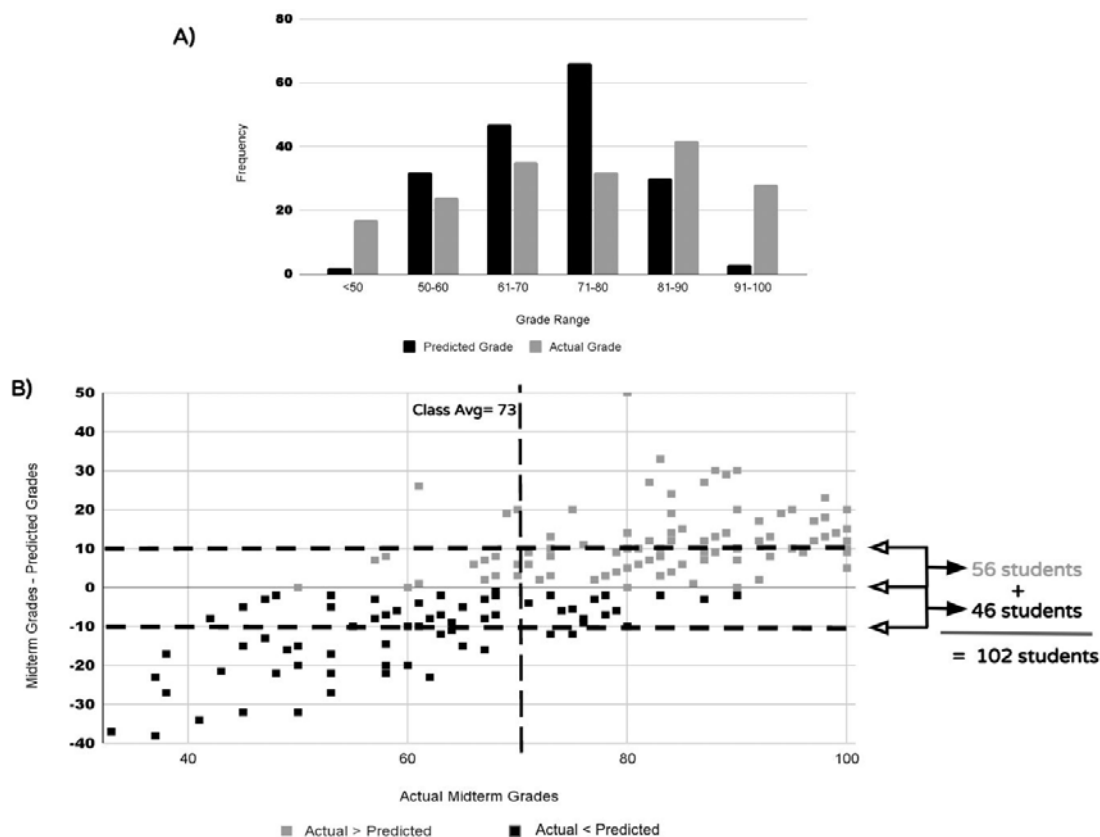 A)
80
60
40
20
0
Frequency
<50 50-60 61-70 71-80 81-90 91-100
Grade Range
Predicted Grade Actual Grade
B)
50
40
30
20
10
0
-10
-20
-30
-40
Midterm Grades - Predicted Grades
Class Avg= 73
56 students
+
46 students
= 102 students
40 60 80 100
Actual Midterm Grades
Actual > Predicted Actual < Predicted